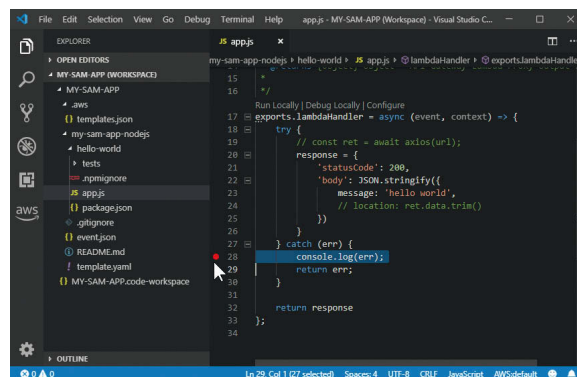 File Edit Selection View Go Debug Terminal Help app.js - MY-SAM-APP (Workspace) - Visual Studio C...
EXPLORER
OPEN EDITORS
MY-SAM-APP (WORKSPACE)
MY-SAM-APP
.aws
{} templates.json
my-sam-app-nodejs
hello-world
tests
.npmignore
JS app.js
{} package.json
.gitignore
{} event.json
README.md
! template.yaml
{} MY-SAM-APP.code-workspace
OUTLINE
aws
JS app.js ×
my-sam-app-nodejs hello-world JS app.js lambdaHandler exports.lambdaHandle
15 *
16 */
Run Locally | Debug Locally | Configure
17 exports.lambdaHandler = async (event, context) => {
18 try {
19 // const ret = await axios(url);
20 response = {
21 'statusCode': 200,
22 'body': JSON.stringify({
23 message: 'hello world',
24 // location: ret.data.trim()
25 })
26 }
27 } catch (err) {
28 console.log(err);
29 return err;
30 }
31
32 return response
33 };
34
0 0 Ln 29, Col 1 (27 selected) Spaces: 4 UTF-8 CRLF JavaScript AWS:default